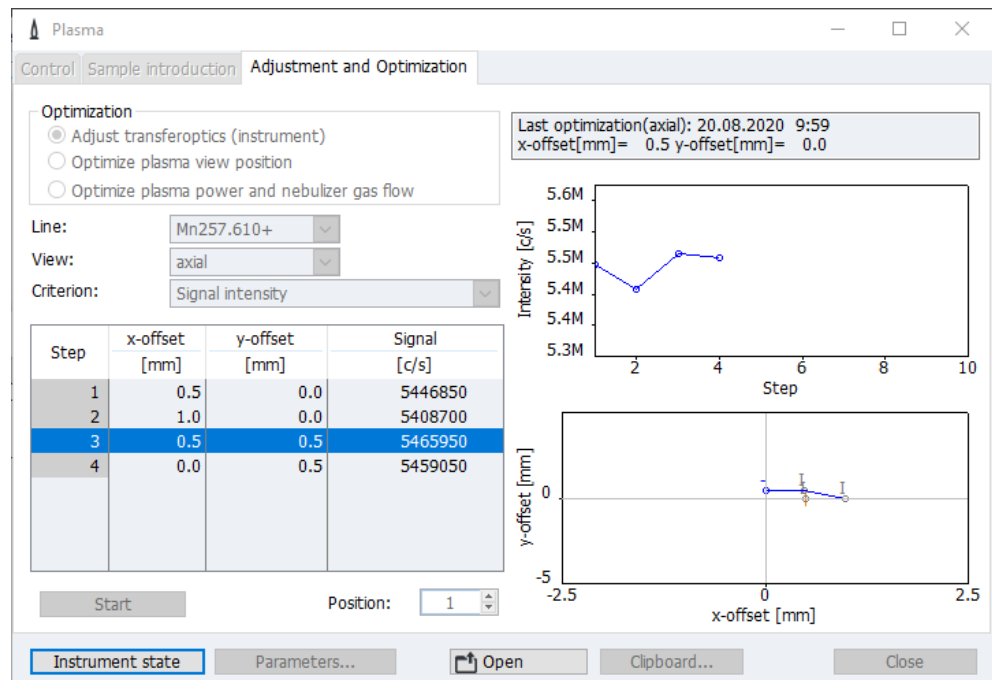 Plasma
Control Sample introduction Adjustment and Optimization
Optimization
Adjust transferoptics (instrument)
Optimize plasma view position
Optimize plasma power and nebulizer gas flow
Line: Mn257.610+
View: axial
Criterion: Signal intensity
Step x-offset [mm] y-offset [mm] Signal [c/s]
1 0.5 0.0 5446850
2 1.0 0.0 5408700
3 0.5 0.5 5465950
4 0.0 0.5 5459050
Start Position: 1
Last optimization(axial): 20.08.2020 9:59
x-offset[mm]= 0.5 y-offset[mm]= 0.0
Intensity [c/s]
5.6M
5.5M
5.5M
5.4M
5.4M
5.3M
2 4 6 8 10
Step
y-offset [mm]
0
-5
-2.5 0 2.5
x-offset [mm]
Instrument state Parameters... Open Clipboard... Close